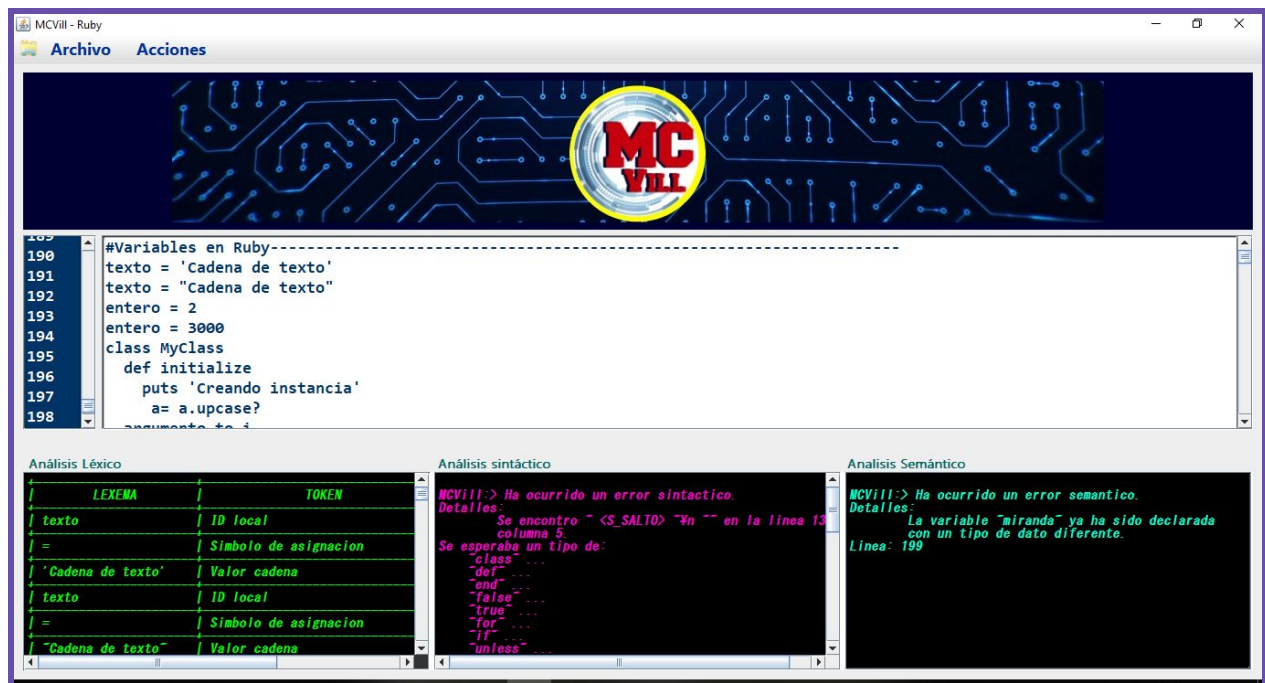 MCVill - Ruby
Archivo Acciones
MC
VILL
189
190 #Variables en Ruby---------------------------------------------------------------------
191 texto = 'Cadena de texto'
192 texto = "Cadena de texto"
193 entero = 2
194 entero = 3000
195 class MyClass
196 def initialize
197 puts 'Creando instancia'
198 a= a.upcase?
argumento.to_i
Análisis Léxico
LEXEMA | TOKEN
| texto | ID local
| = | Simbolo de asignacion
| 'Cadena de texto' | Valor cadena
| texto | ID local
| = | Simbolo de asignacion
| "Cadena de texto" | Valor cadena
Análisis sintáctico
MCVill:> Ha ocurrido un error sintactico.
Detalles:
Se encontro " <S_SALTO> "¥n "" en la linea 13
columna 5.
Se esperaba un tipo de:
"class" ...
"def" ...
"end" ...
"false" ...
"true" ...
"for" ...
"if" ...
"unless" ...
Analisis Semántico
MCVill:> Ha ocurrido un error semantico.
Detalles:
La variable "miranda" ya ha sido declarada
con un tipo de dato diferente.
Linea: 199